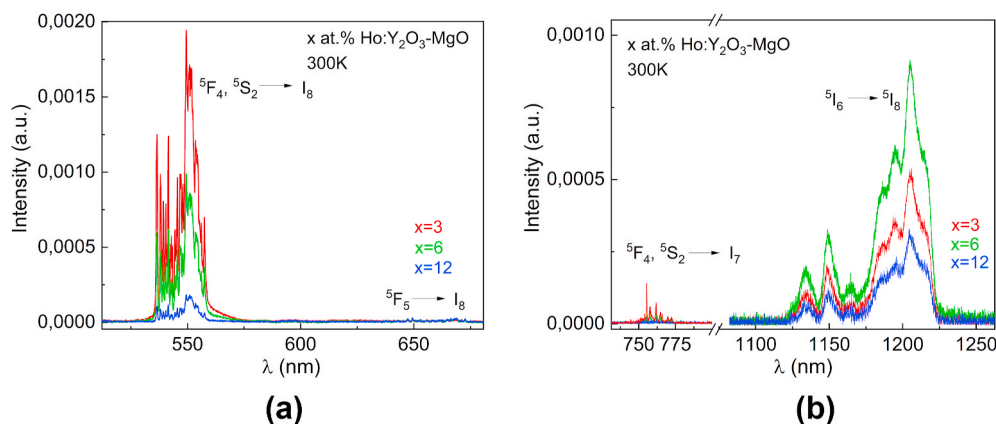 x at.% Ho:Y₂O₃-MgO
300K
⁵F₄, ⁵S₂ → I₈
x=3
x=6
x=12
⁵F₅ → I₈
0,0020
0,0015
0,0010
0,0005
0,0000
Intensity (a.u.)
550
600
650
λ (nm)
(a)
x at.% Ho:Y₂O₃-MgO
300K
⁵I₆ → ⁵I₈
⁵F₄, ⁵S₂ → I₇
x=3
x=6
x=12
0,0010
0,0005
0,0000
Intensity (a.u.)
750 775 1100 1150 1200 1250
λ (nm)
(b)